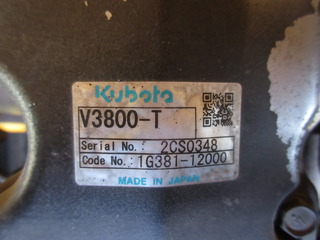 Kubota
V3800-T
Serial No.: 2CS0348
Code No.: 1G381-12000
MADE IN JAPAN